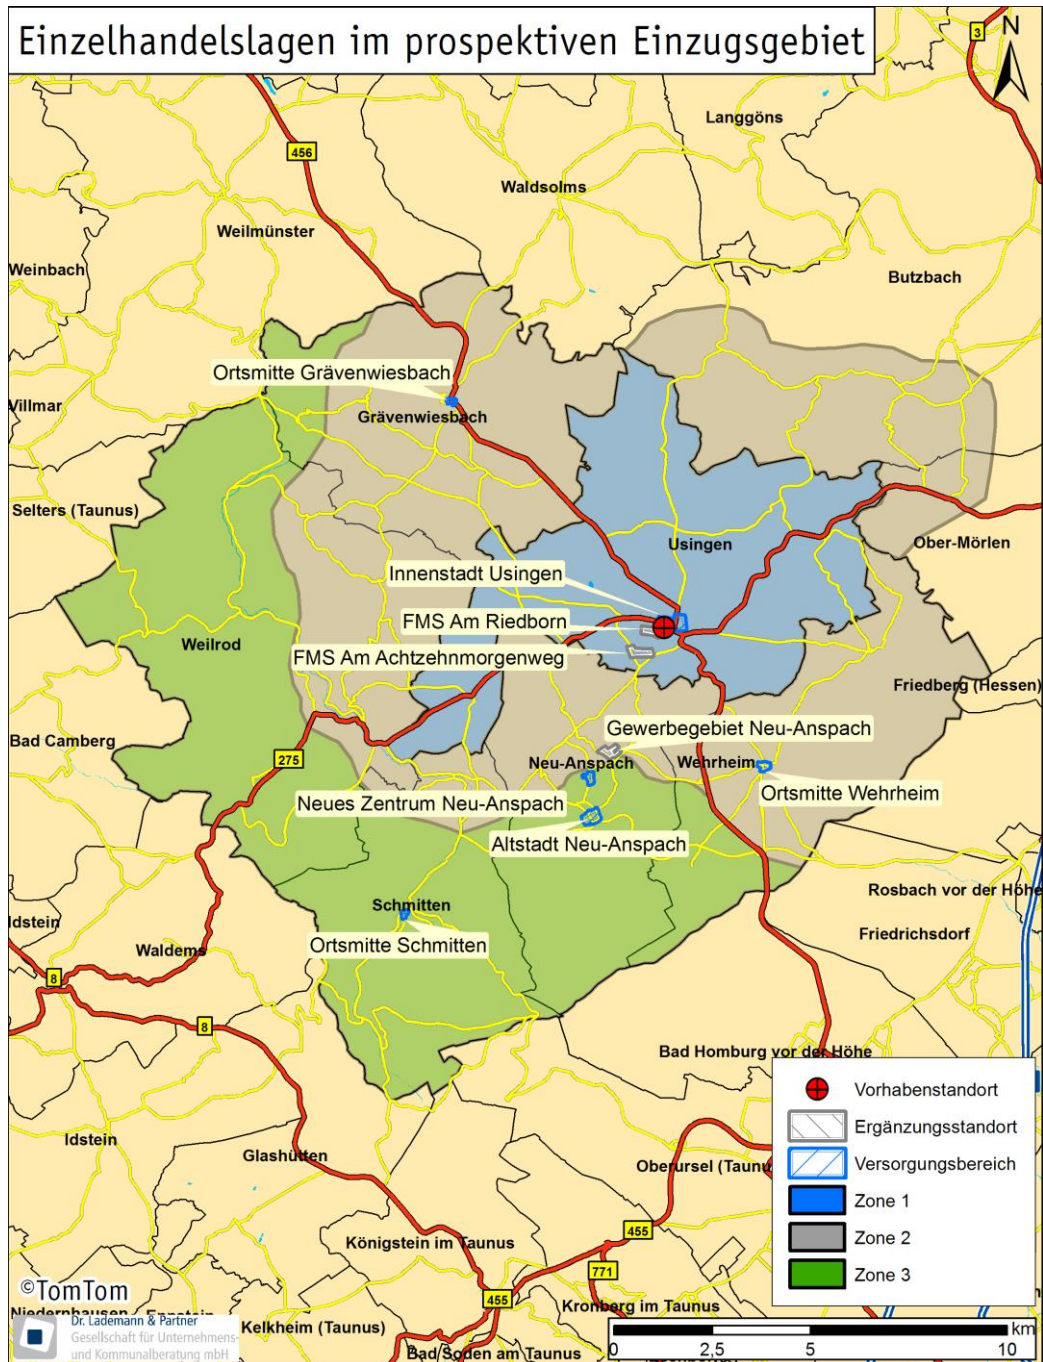 Einzelhandelslagen im prospektiven Einzugsgebiet
N
3
Langgöns
456
Waldsolms
Weilmünster
Weinbach
Butzbach
Ortsmitte Grävenwiesbach
Villmar
Grävenwiesbach
Selters (Taunus)
Usingen
Ober-Mörlen
Innenstadt Usingen
FMS Am Riedborn
Weilrod
FMS Am Achtzehnmorgenweg
Friedberg (Hessen)
Gewerbegebiet Neu-Anspach
Bad Camberg
275
Neu-Anspach
Wehrheim
Neues Zentrum Neu-Anspach
Ortsmitte Wehrheim
Altstadt Neu-Anspach
Rosbach vor der Höhe
Schmitten
Idstein
Friedrichsdorf
Waldems
Ortsmitte Schmitten
8
8
Bad Homburg vor der Höhe
Vorhabenstandort
Ergänzungsstandort
Versorgungsbereich
Zone 1
Zone 2
Zone 3
Idstein
Glashütten
Oberursel (Taunu
455
Königstein im Taunus
771
©TomTom
455
Kronberg im Taunus
Niedernhausen
Eppstein
Dr. Lademann & Partner
Gesellschaft für Unternehmens-
und Kommunalberatung mbH
Kelkheim (Taunus)
Bad Soden am Taunus
km
0
2,5
5
10